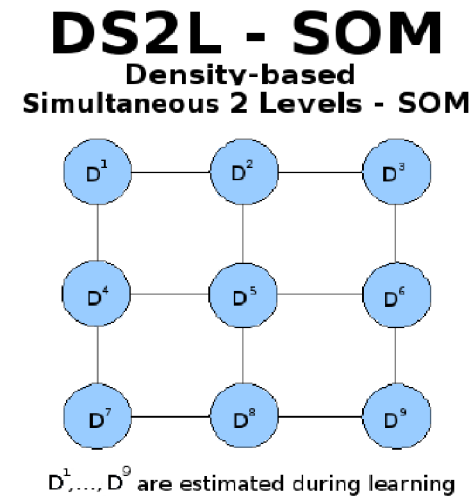 DS2L - SOM
Density-based
Simultaneous 2 Levels - SOM
D¹ D² D³
D⁴ D⁵ D⁶
D⁷ D⁸ D⁹
D¹,..., D⁹ are estimated during learning